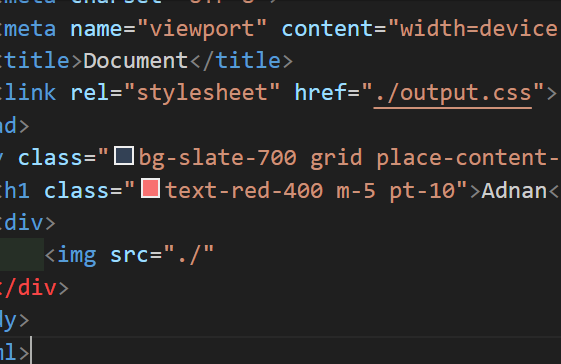 meta name="viewport" content="width=device
title>Document</title>
link rel="stylesheet" href="./output.css">
ad>
y class="bg-slate-700 grid place-content-
h1 class="text-red-400 m-5 pt-10">Adnan<
div>
<img src="./"
/div>
dy>
ml>